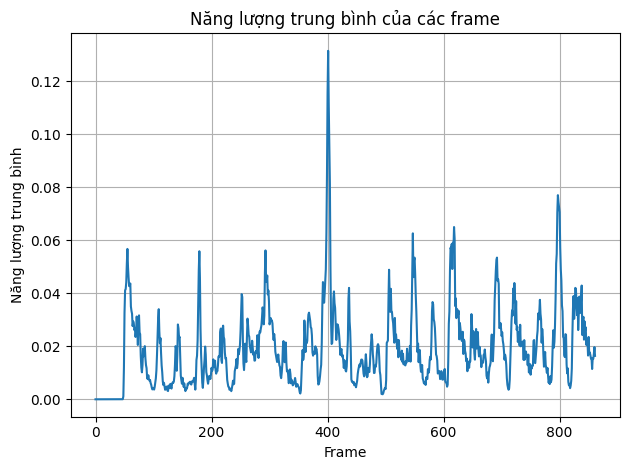 Năng lượng trung bình của các frame
Năng lượng trung bình
0.12
0.10
0.08
0.06
0.04
0.02
0.00
0 200 400 600 800
Frame